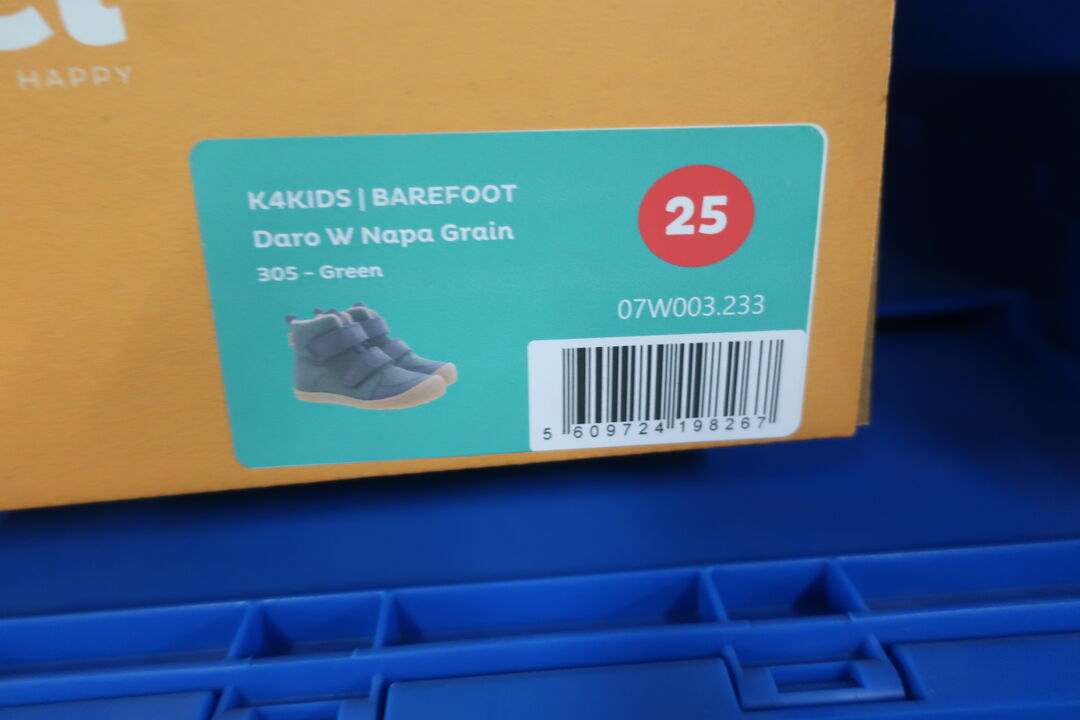 HAPPY
K4KIDS | BAREFOOT
Daro W Napa Grain
305 - Green
25
07W003.233
5 609724 198267